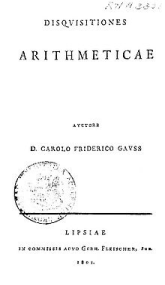 DISQVISITIONES
ARITHMETICAE
AVCTORE
D. CAROLO FRIDERICO GAVSS
LIPSIAE
IN COMMISSIS APVD GERH. FLEISCHER, Jun.
1801.